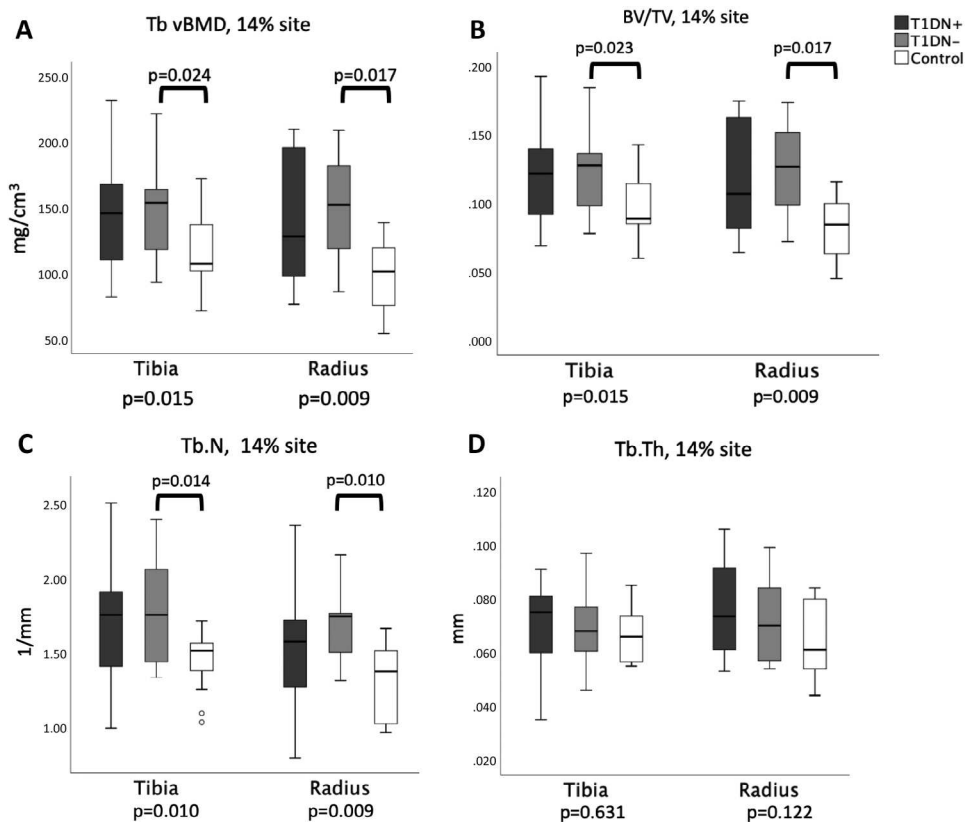 A
Tb vBMD, 14% site
p=0.024
p=0.017
250.0
200.0
150.0
100.0
50.0
mg/cm³
Tibia
Radius
p=0.015
p=0.009
B
BV/TV, 14% site
T1DN+
T1DN−
Control
p=0.023
p=0.017
.200
.150
.100
.050
.000
Tibia
Radius
p=0.015
p=0.009
C
Tb.N, 14% site
p=0.014
p=0.010
2.50
2.00
1.50
1.00
1/mm
Tibia
Radius
p=0.010
p=0.009
D
Tb.Th, 14% site
.120
.100
.080
.060
.040
.020
mm
Tibia
Radius
p=0.631
p=0.122